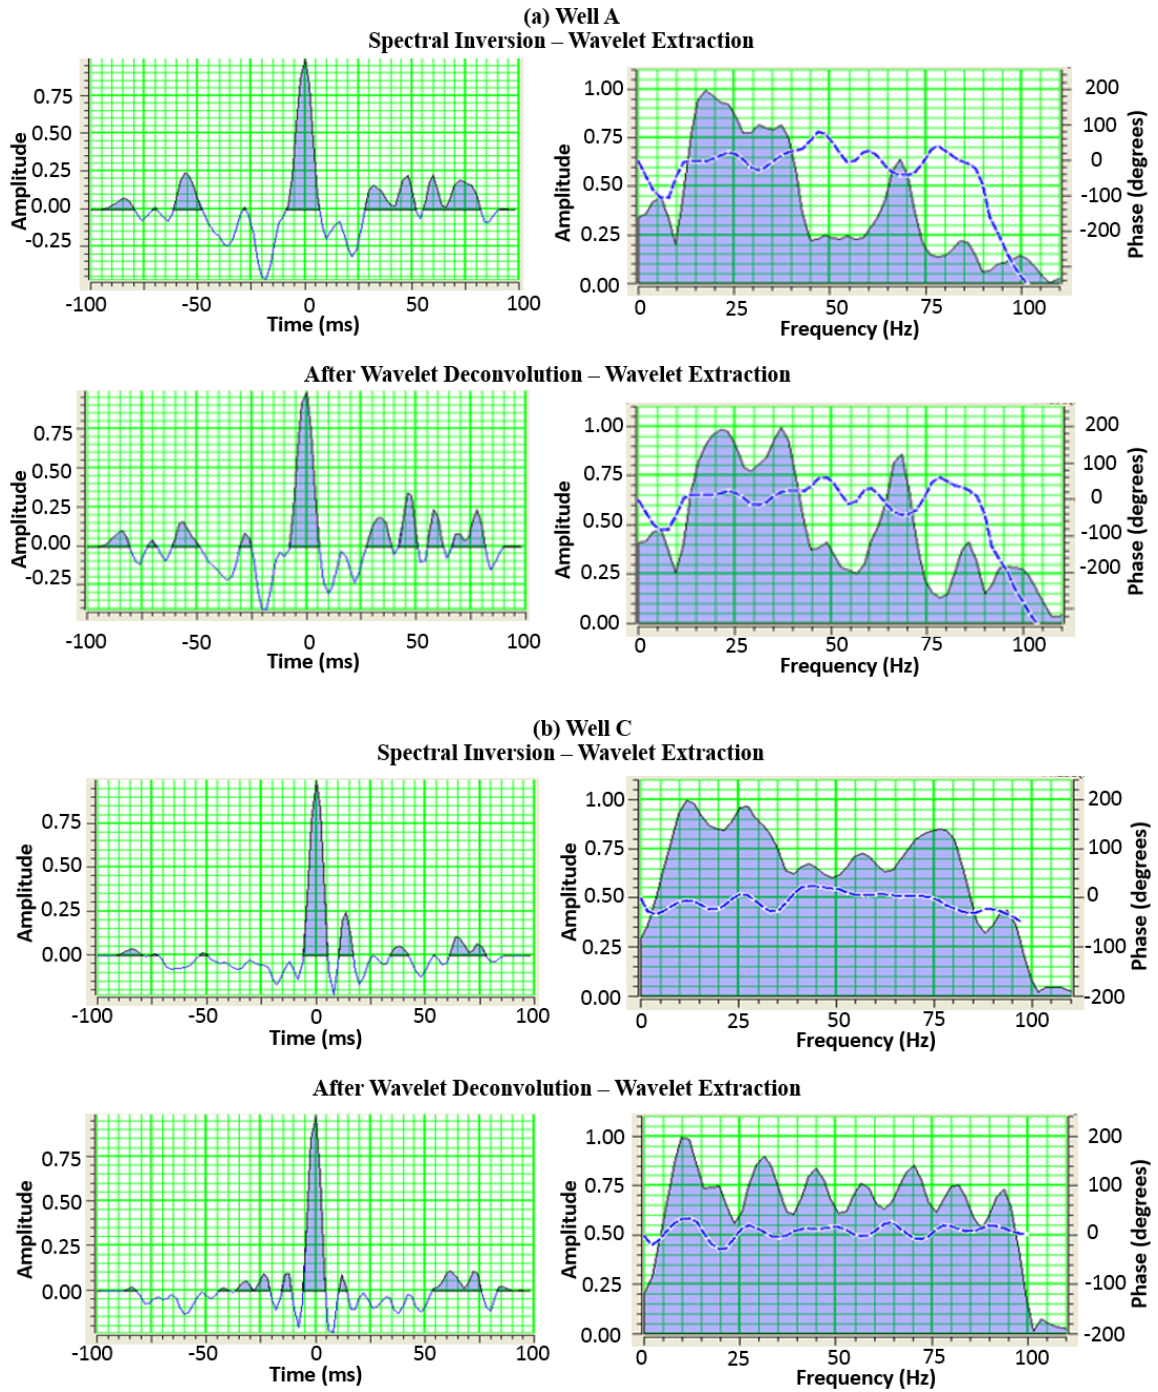 (a) Well A
Spectral Inversion – Wavelet Extraction
Amplitude
0.75
0.50
0.25
0.00
-0.25
-100 -50 0 50 100
Time (ms)
Amplitude
1.00
0.75
0.50
0.25
0.00
0 25 50 75 100
Frequency (Hz)
200
100
0
-100
-200
Phase (degrees)
After Wavelet Deconvolution – Wavelet Extraction
Amplitude
0.75
0.50
0.25
0.00
-0.25
-100 -50 0 50 100
Time (ms)
Amplitude
1.00
0.75
0.50
0.25
0.00
0 25 50 75 100
Frequency (Hz)
200
100
0
-100
-200
Phase (degrees)
(b) Well C
Spectral Inversion – Wavelet Extraction
Amplitude
0.75
0.50
0.25
0.00
-100 -50 0 50 100
Time (ms)
Amplitude
1.00
0.75
0.50
0.25
0.00
0 25 50 75 100
Frequency (Hz)
200
100
0
-100
-200
Phase (degrees)
After Wavelet Deconvolution – Wavelet Extraction
Amplitude
0.75
0.50
0.25
0.00
-100 -50 0 50 100
Time (ms)
Amplitude
1.00
0.75
0.50
0.25
0.00
0 25 50 75 100
Frequency (Hz)
200
100
0
-100
-200
Phase (degrees)